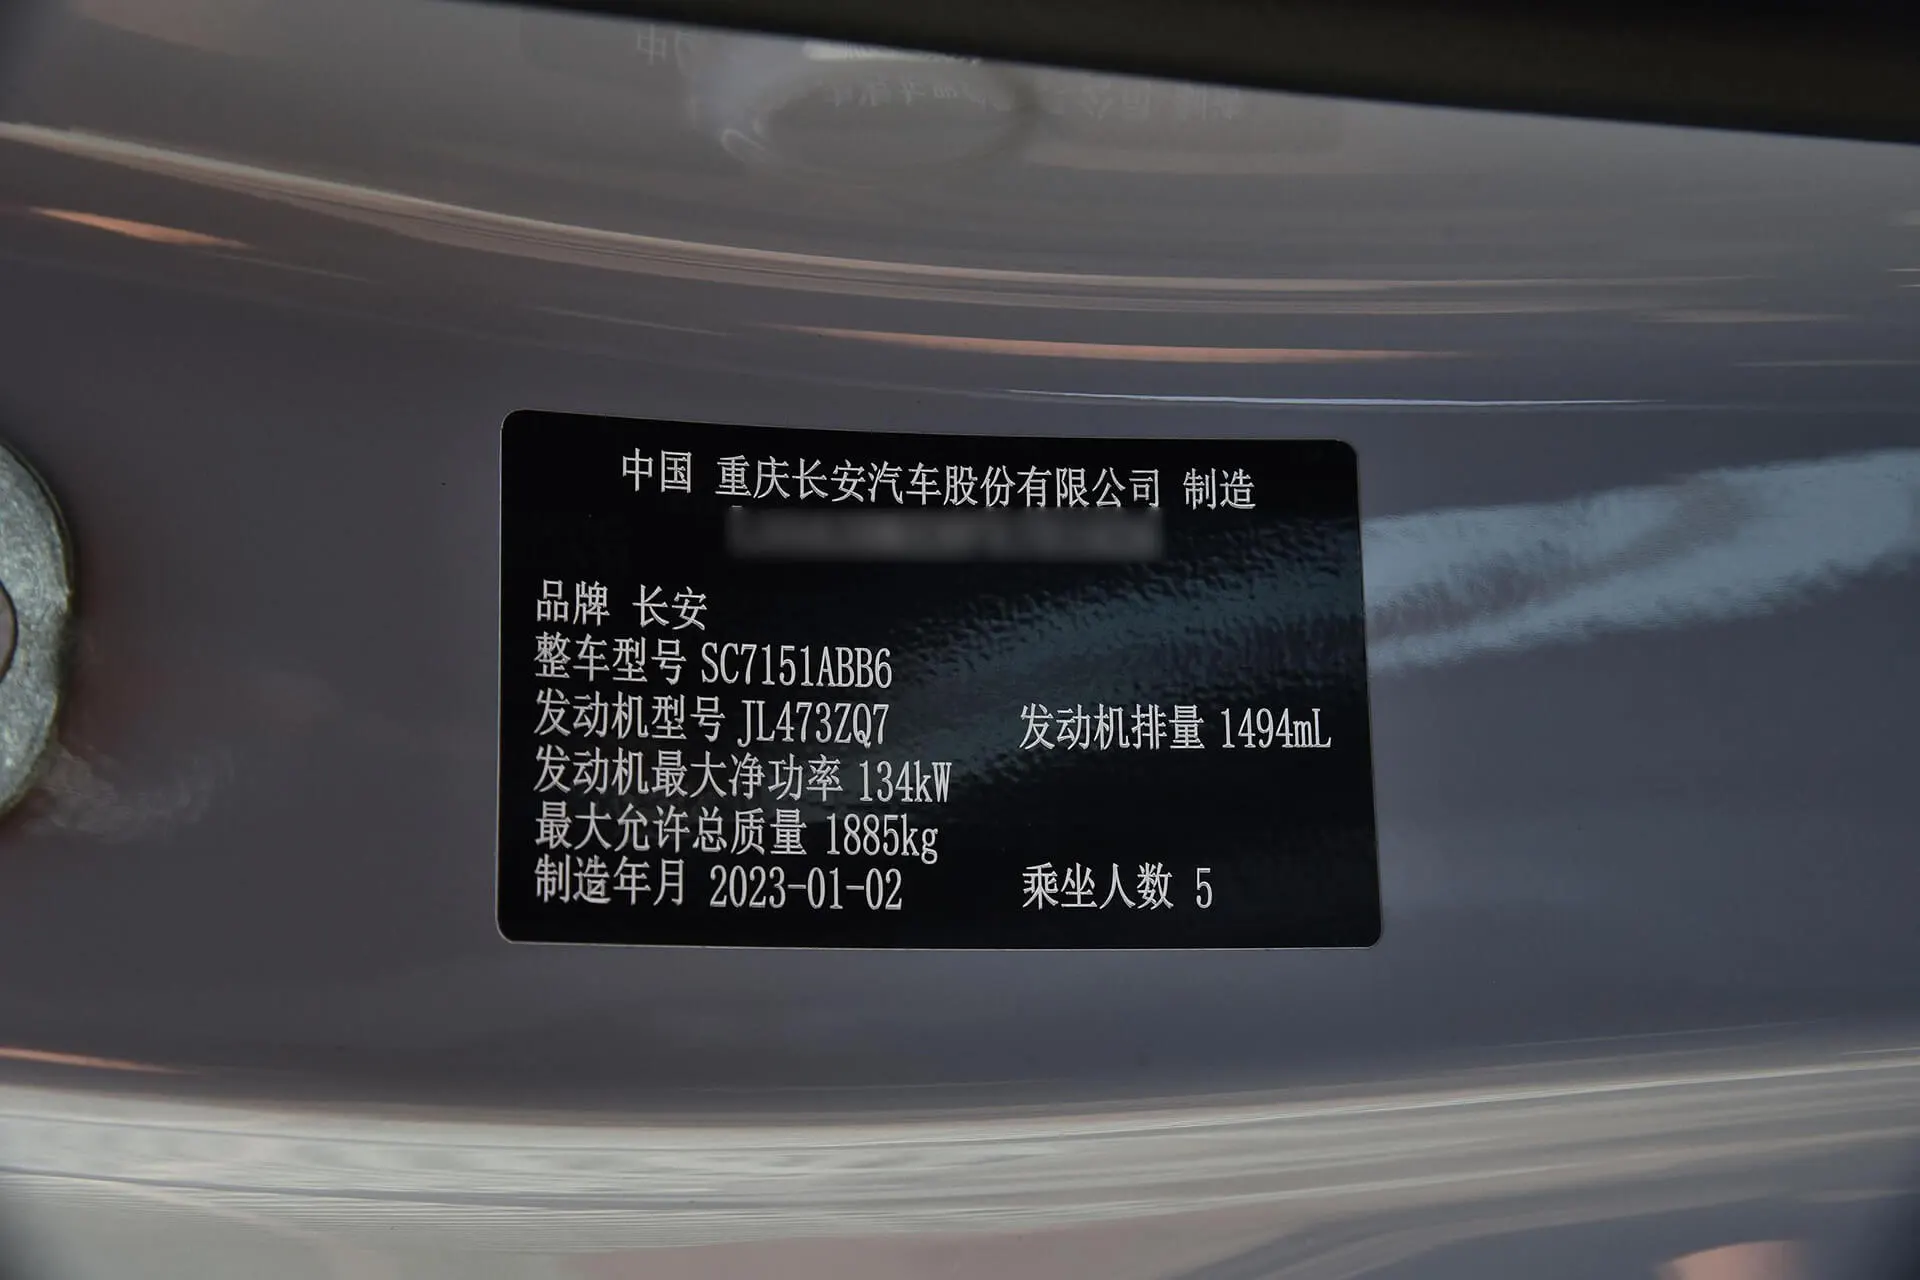 中国 重庆长安汽车股份有限公司 制造
品牌 长安
整车型号 SC7151ABB6
发动机型号 JL473ZQ7 发动机排量 1494mL
发动机最大净功率 134kW
最大允许总质量 1885kg
制造年月 2023-01-02 乘坐人数 5